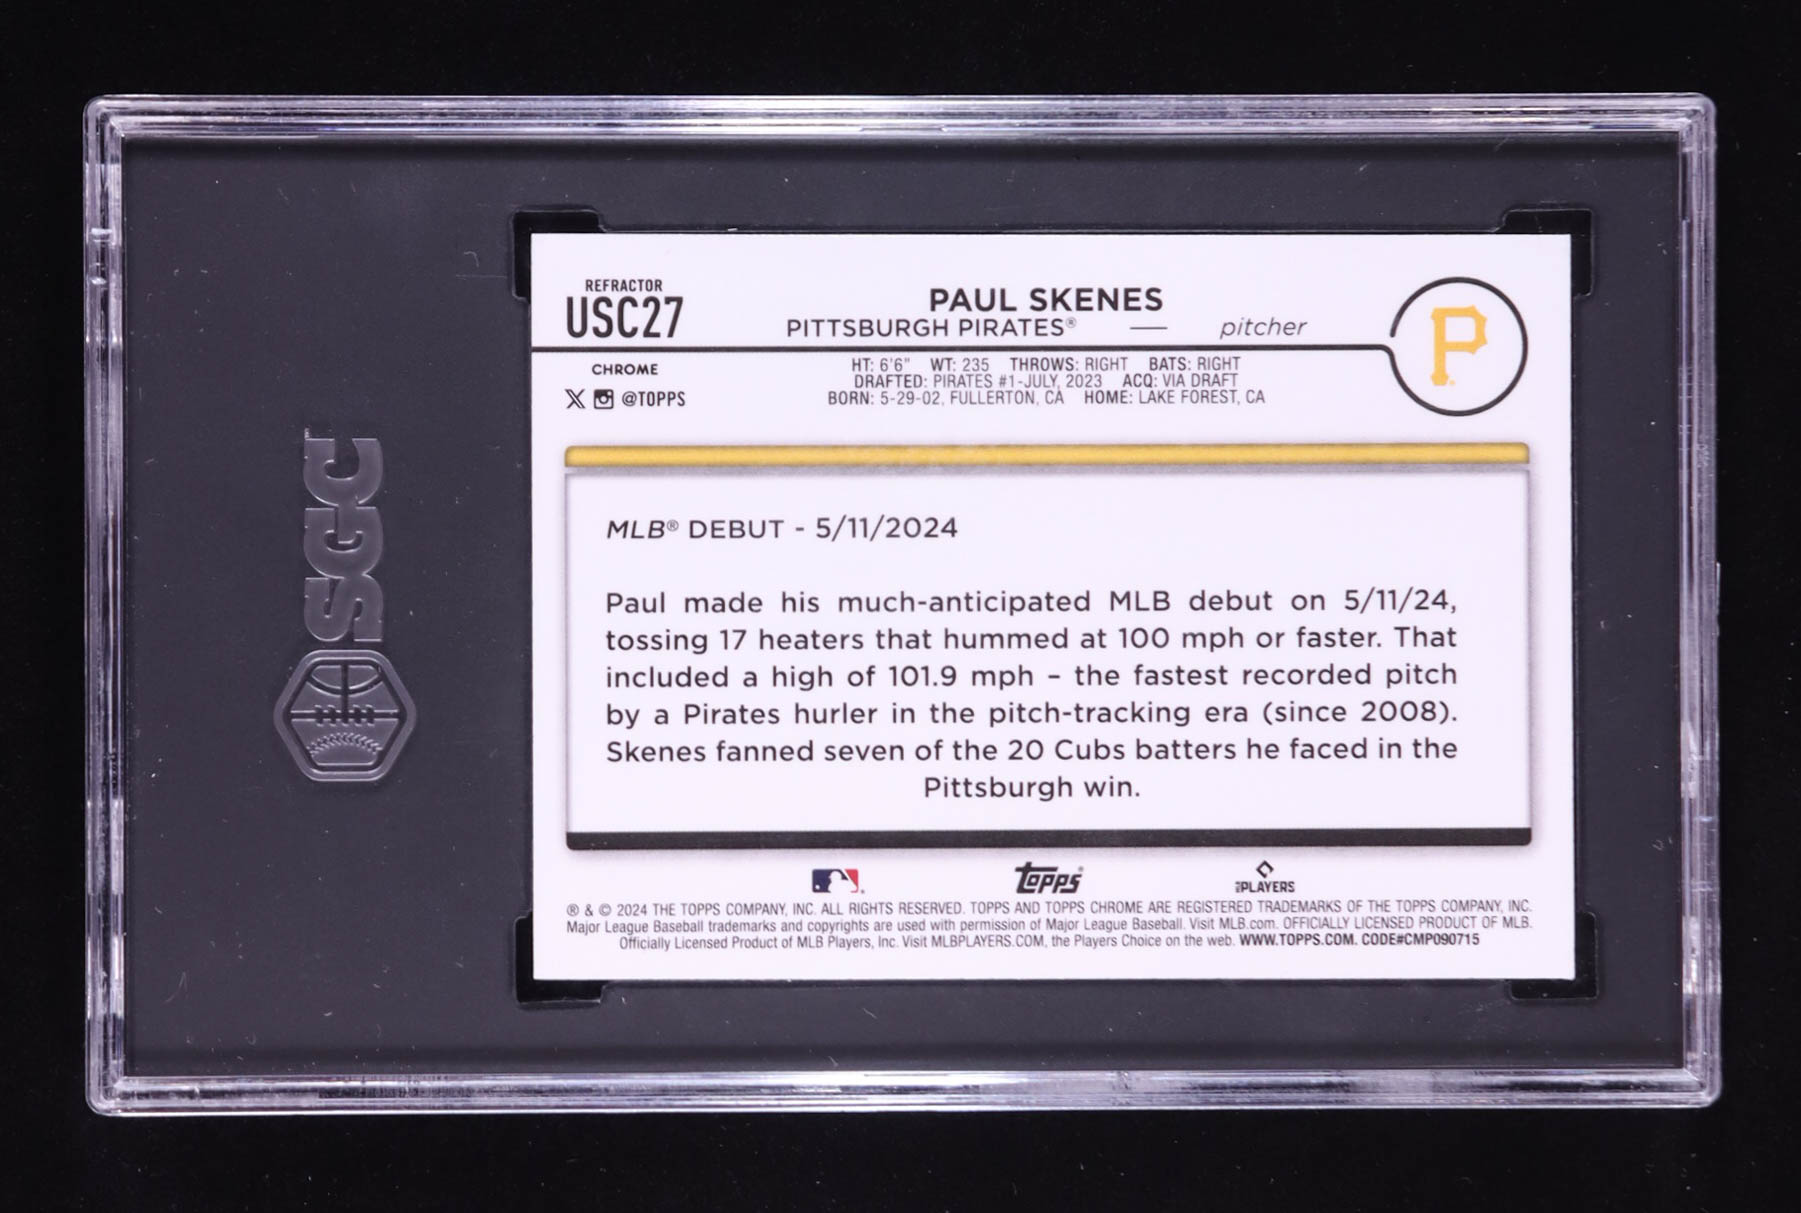 SGC
REFRACTOR
USC27
PAUL SKENES
PITTSBURGH PIRATES® — pitcher
P
CHROME
X @TOPPS
HT: 6'6" WT: 235 THROWS: RIGHT BATS: RIGHT
DRAFTED: PIRATES #1-JULY, 2023 ACQ: VIA DRAFT
BORN: 5-29-02, FULLERTON, CA HOME: LAKE FOREST, CA
MLB® DEBUT - 5/11/2024
Paul made his much-anticipated MLB debut on 5/11/24,
tossing 17 heaters that hummed at 100 mph or faster. That
included a high of 101.9 mph – the fastest recorded pitch
by a Pirates hurler in the pitch-tracking era (since 2008).
Skenes fanned seven of the 20 Cubs batters he faced in the
Pittsburgh win.
Topps®
MLB PLAYERS
® & © 2024 THE TOPPS COMPANY, INC. ALL RIGHTS RESERVED. TOPPS AND TOPPS CHROME ARE REGISTERED TRADEMARKS OF THE TOPPS COMPANY, INC.
Major League Baseball trademarks and copyrights are used with permission of Major League Baseball. Visit MLB.com. OFFICIALLY LICENSED PRODUCT OF MLB.
Officially Licensed Product of MLB Players, Inc. Visit MLBPLAYERS.COM, the Players Choice on the web. WWW.TOPPS.COM. CODE#CMP090715